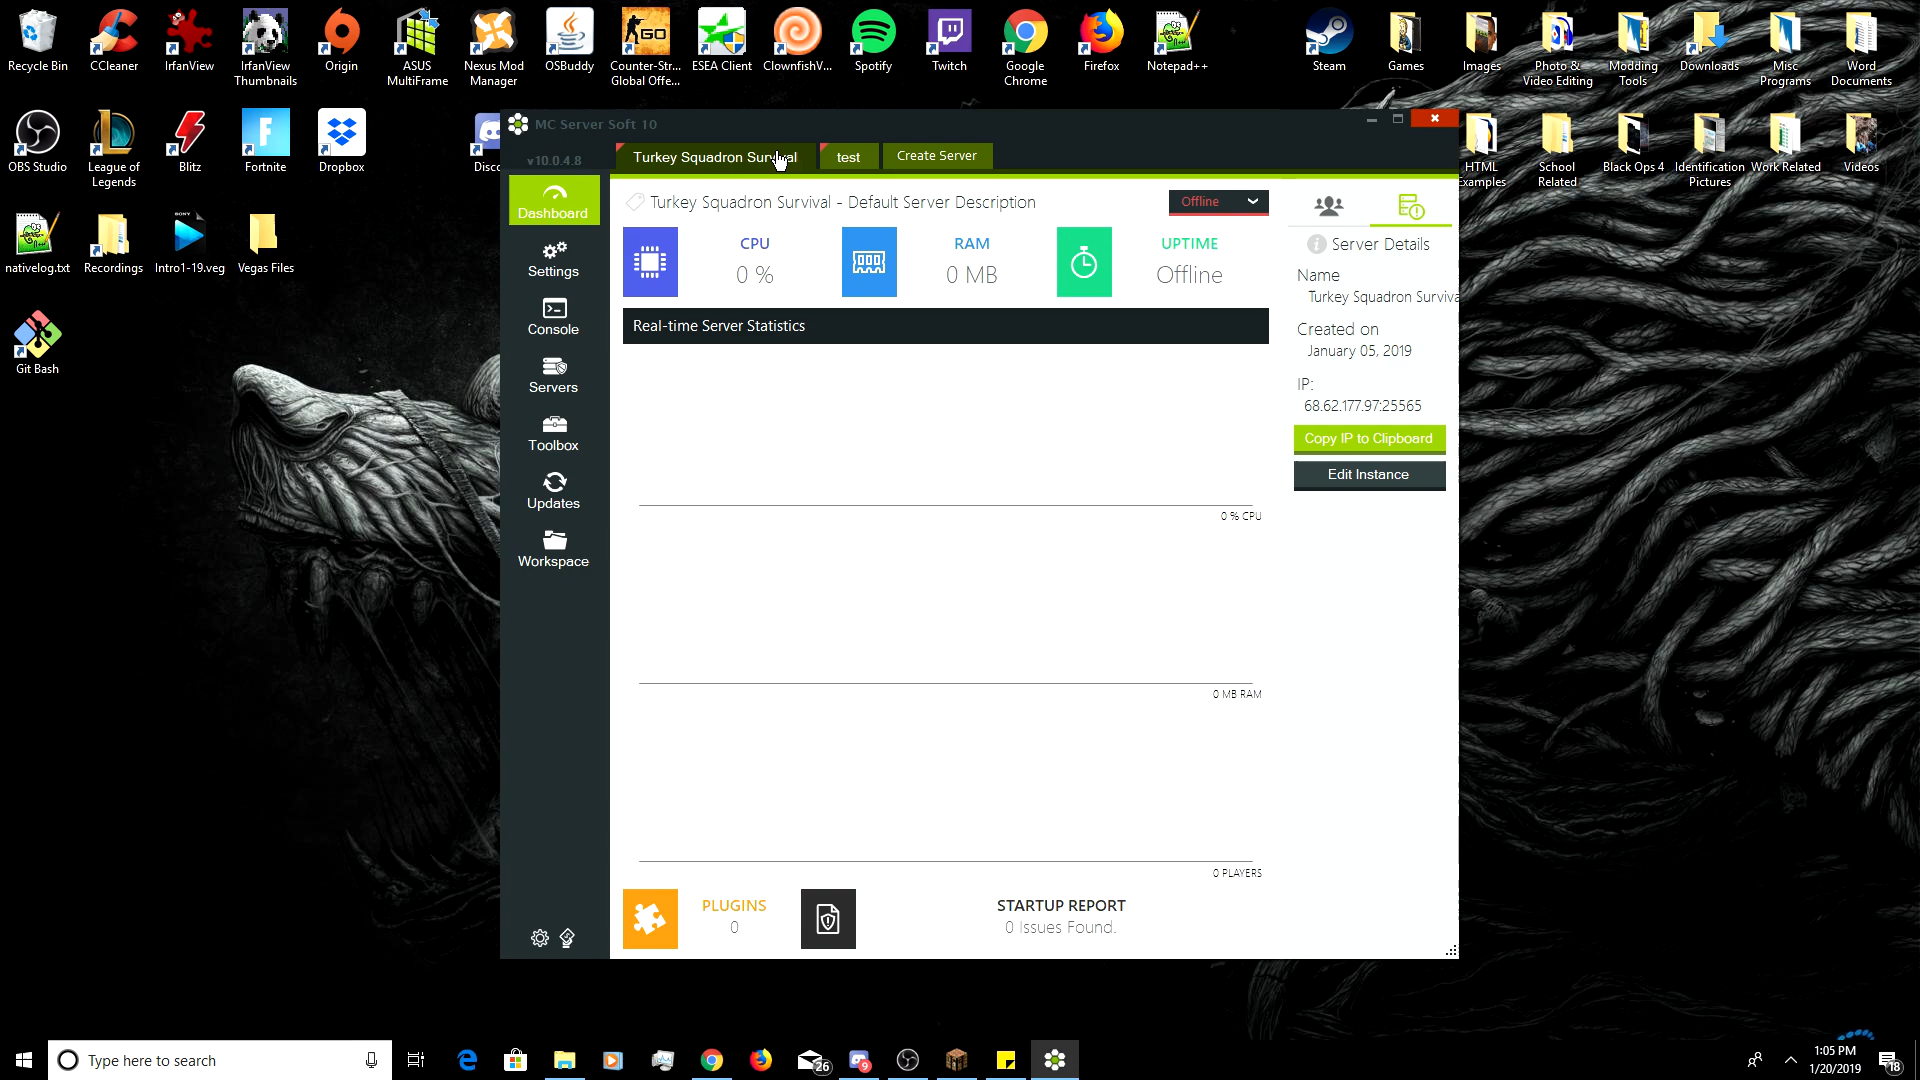 Recycle Bin
CCleaner
IrfanView
IrfanView
Thumbnails
Origin
ASUS
MultiFrame
Nexus Mod
Manager
OSBuddy
Counter-Str...
Global Offe...
ESEA Client
ClownfishV...
Spotify
Twitch
Google
Chrome
Firefox
Notepad++
Steam
Games
Images
Photo &
Video Editing
Modding
Tools
Downloads
Misc
Programs
Word
Documents
OBS Studio
League of
Legends
Blitz
Fortnite
Dropbox
Disco
HTML
Examples
School
Related
Black Ops 4
Identification
Pictures
Work Related
Videos
nativelog.txt
Recordings
Intro1-19.veg
Vegas Files
Git Bash
MC Server Soft 10
v10.0.4.8
Turkey Squadron Survival
test
Create Server
Dashboard
Settings
Console
Servers
Toolbox
Updates
Workspace
Turkey Squadron Survival - Default Server Description
Offline
CPU
0 %
RAM
0 MB
UPTIME
Offline
Real-time Server Statistics
0 % CPU
0 MB RAM
0 PLAYERS
PLUGINS
0
STARTUP REPORT
0 Issues Found.
Server Details
Name
Turkey Squadron Surviva
Created on
January 05, 2019
IP:
68.62.177.97:25565
Copy IP to Clipboard
Edit Instance
Type here to search
26
9
1:05 PM
1/20/2019
18